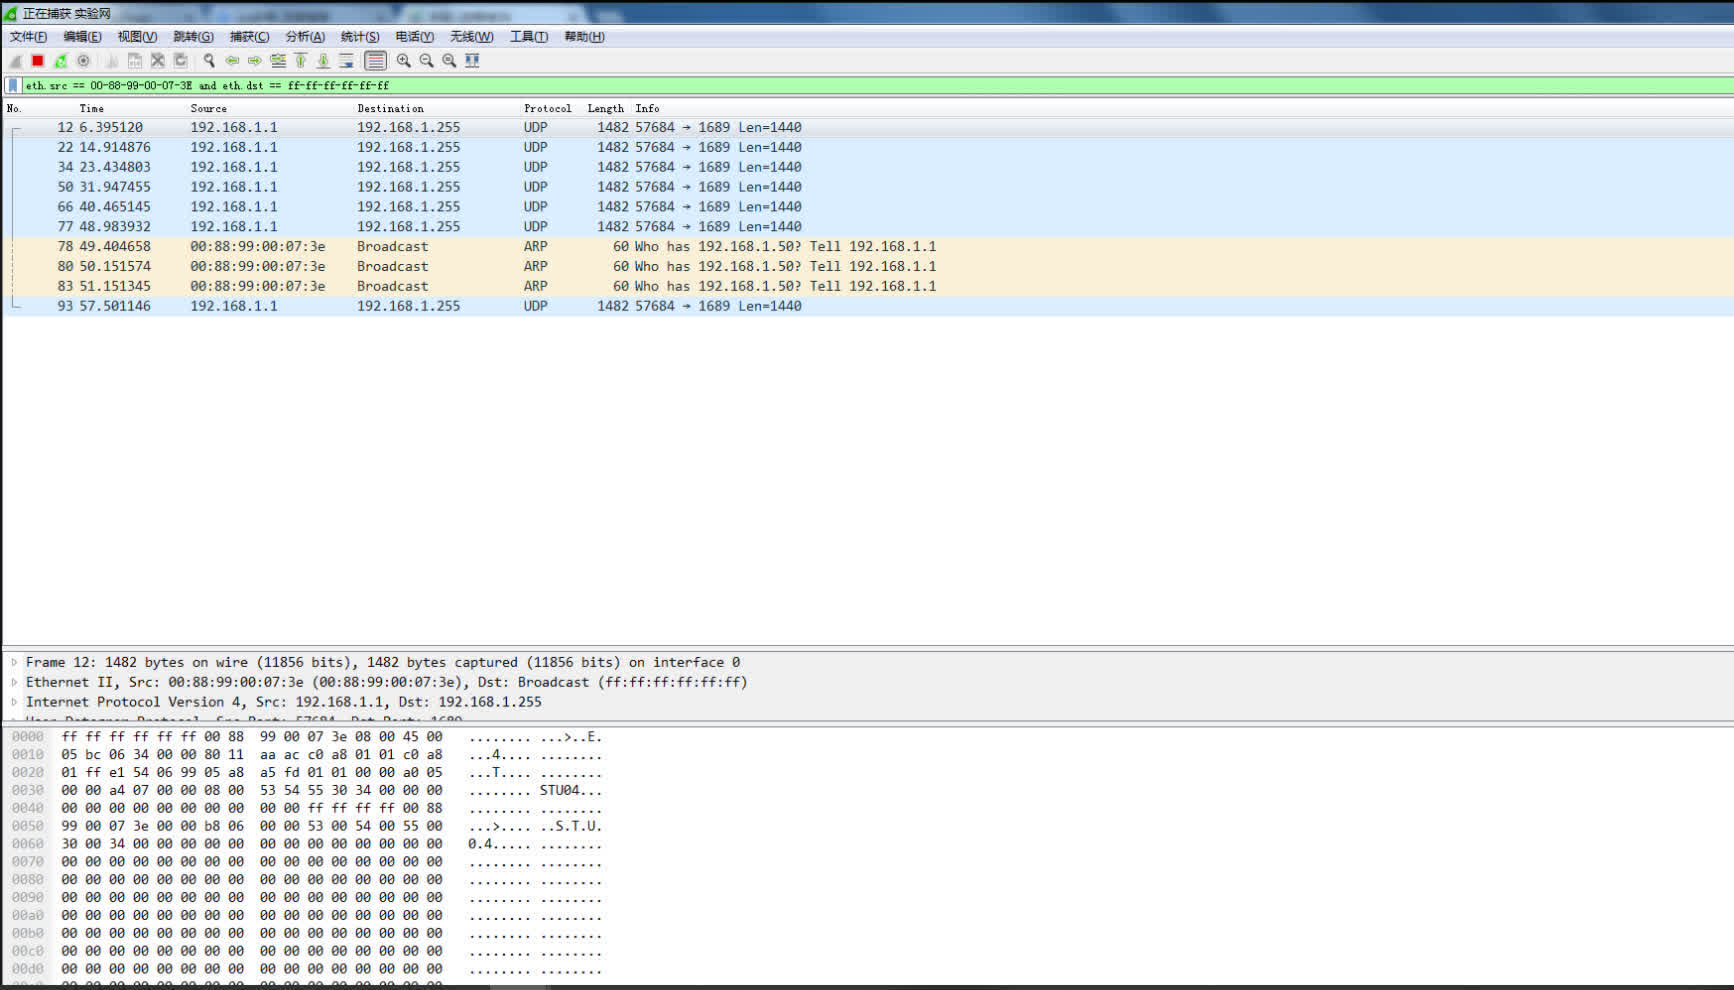 正在捕获 实验网
文件(F) 编辑(E) 视图(V) 跳转(G) 捕获(C) 分析(A) 统计(S) 电话(Y) 无线(W) 工具(T) 帮助(H)
eth.src == 00-88-99-00-07-3E and eth.dst == ff-ff-ff-ff-ff-ff
No. Time Source Destination Protocol Length Info
12 6.395120 192.168.1.1 192.168.1.255 UDP 1482 57684 → 1689 Len=1440
22 14.914876 192.168.1.1 192.168.1.255 UDP 1482 57684 → 1689 Len=1440
34 23.434803 192.168.1.1 192.168.1.255 UDP 1482 57684 → 1689 Len=1440
50 31.947455 192.168.1.1 192.168.1.255 UDP 1482 57684 → 1689 Len=1440
66 40.465145 192.168.1.1 192.168.1.255 UDP 1482 57684 → 1689 Len=1440
77 48.983932 192.168.1.1 192.168.1.255 UDP 1482 57684 → 1689 Len=1440
78 49.404658 00:88:99:00:07:3e Broadcast ARP 60 Who has 192.168.1.50? Tell 192.168.1.1
80 50.151574 00:88:99:00:07:3e Broadcast ARP 60 Who has 192.168.1.50? Tell 192.168.1.1
83 51.151345 00:88:99:00:07:3e Broadcast ARP 60 Who has 192.168.1.50? Tell 192.168.1.1
93 57.501146 192.168.1.1 192.168.1.255 UDP 1482 57684 → 1689 Len=1440
Frame 12: 1482 bytes on wire (11856 bits), 1482 bytes captured (11856 bits) on interface 0
Ethernet II, Src: 00:88:99:00:07:3e (00:88:99:00:07:3e), Dst: Broadcast (ff:ff:ff:ff:ff:ff)
Internet Protocol Version 4, Src: 192.168.1.1, Dst: 192.168.1.255
User Datagram Protocol, Src Port: 57684, Dst Port: 1689
0000 ff ff ff ff ff ff 00 88 99 00 07 3e 08 00 45 00 ........ ...>..E.
0010 05 bc 06 34 00 00 80 11 aa ac c0 a8 01 01 c0 a8 ...4.... ........
0020 01 ff e1 54 06 99 05 a8 a5 fd 01 01 00 00 a0 05 ...T.... ........
0030 00 00 a4 07 00 00 08 00 53 54 55 30 34 00 00 00 ........ STU04...
0040 00 00 00 00 00 00 00 00 00 00 ff ff ff ff 00 88 ........ ........
0050 99 00 07 3e 00 00 b8 06 00 00 53 00 54 00 55 00 ...>.... ..S.T.U.
0060 30 00 34 00 00 00 00 00 00 00 00 00 00 00 00 00 0.4..... ........
0070 00 00 00 00 00 00 00 00 00 00 00 00 00 00 00 00 ........ ........
0080 00 00 00 00 00 00 00 00 00 00 00 00 00 00 00 00 ........ ........
0090 00 00 00 00 00 00 00 00 00 00 00 00 00 00 00 00 ........ ........
00a0 00 00 00 00 00 00 00 00 00 00 00 00 00 00 00 00 ........ ........
00b0 00 00 00 00 00 00 00 00 00 00 00 00 00 00 00 00 ........ ........
00c0 00 00 00 00 00 00 00 00 00 00 00 00 00 00 00 00 ........ ........
00d0 00 00 00 00 00 00 00 00 00 00 00 00 00 00 00 00 ........ ........